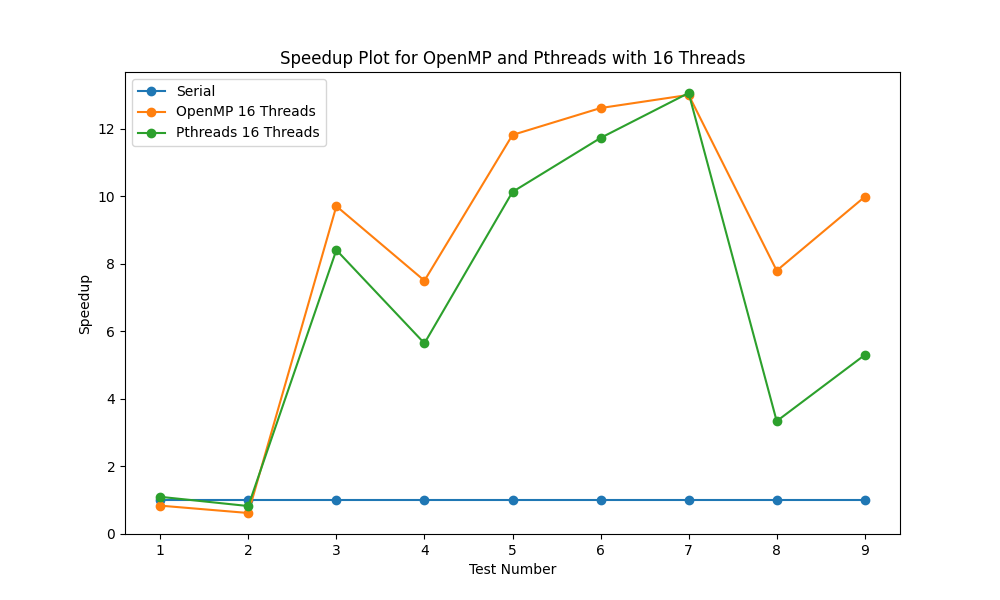 Speedup Plot for OpenMP and Pthreads with 16 Threads
Serial
OpenMP 16 Threads
Pthreads 16 Threads
12
10
8
6
4
2
0
Speedup
1 2 3 4 5 6 7 8 9
Test Number